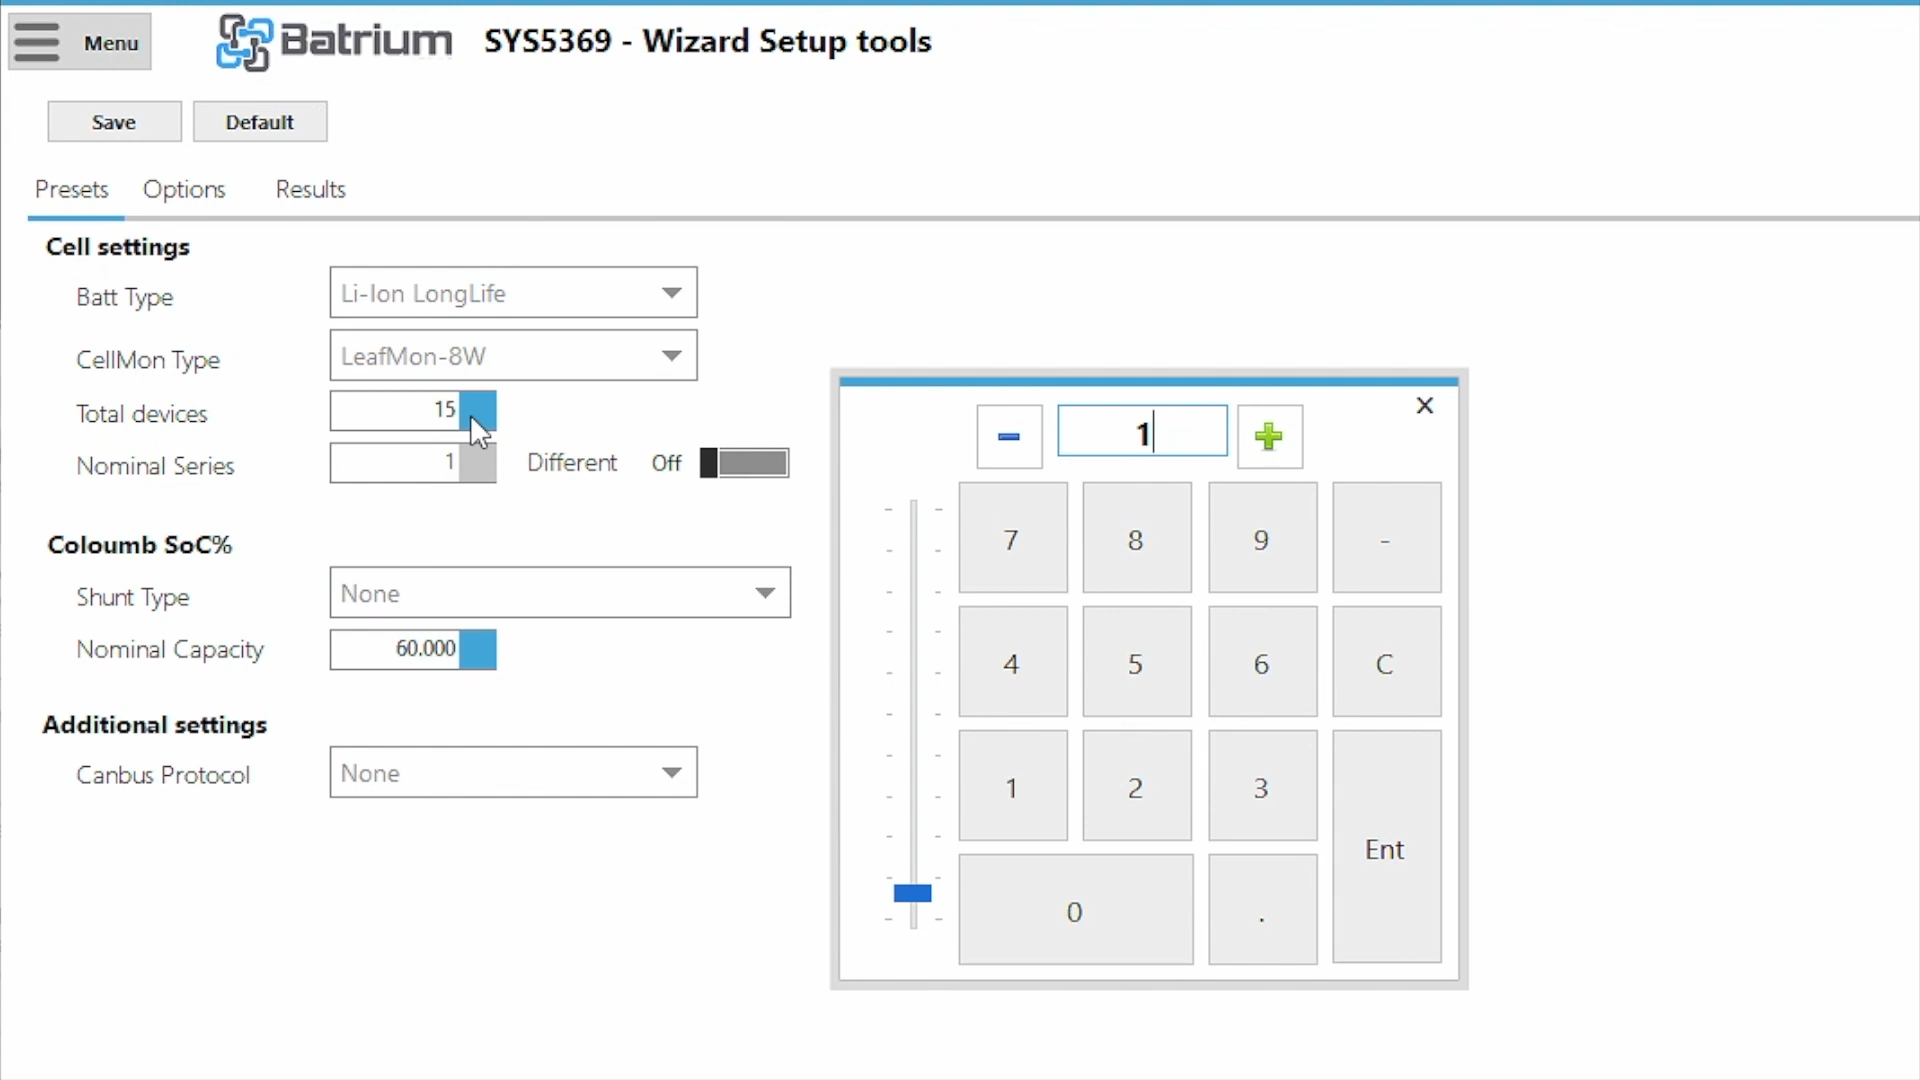 Menu
Batrium
SYS5369 - Wizard Setup tools
Save
Default
Presets
Options
Results
Cell settings
Batt Type
Li-Ion LongLife
CellMon Type
LeafMon-8W
Total devices
15
Nominal Series
1
Different
Off
Coloumb SoC%
Shunt Type
None
Nominal Capacity
60.000
Additional settings
Canbus Protocol
None
1
7 8 9 -
4 5 6 C
1 2 3
Ent
0 .